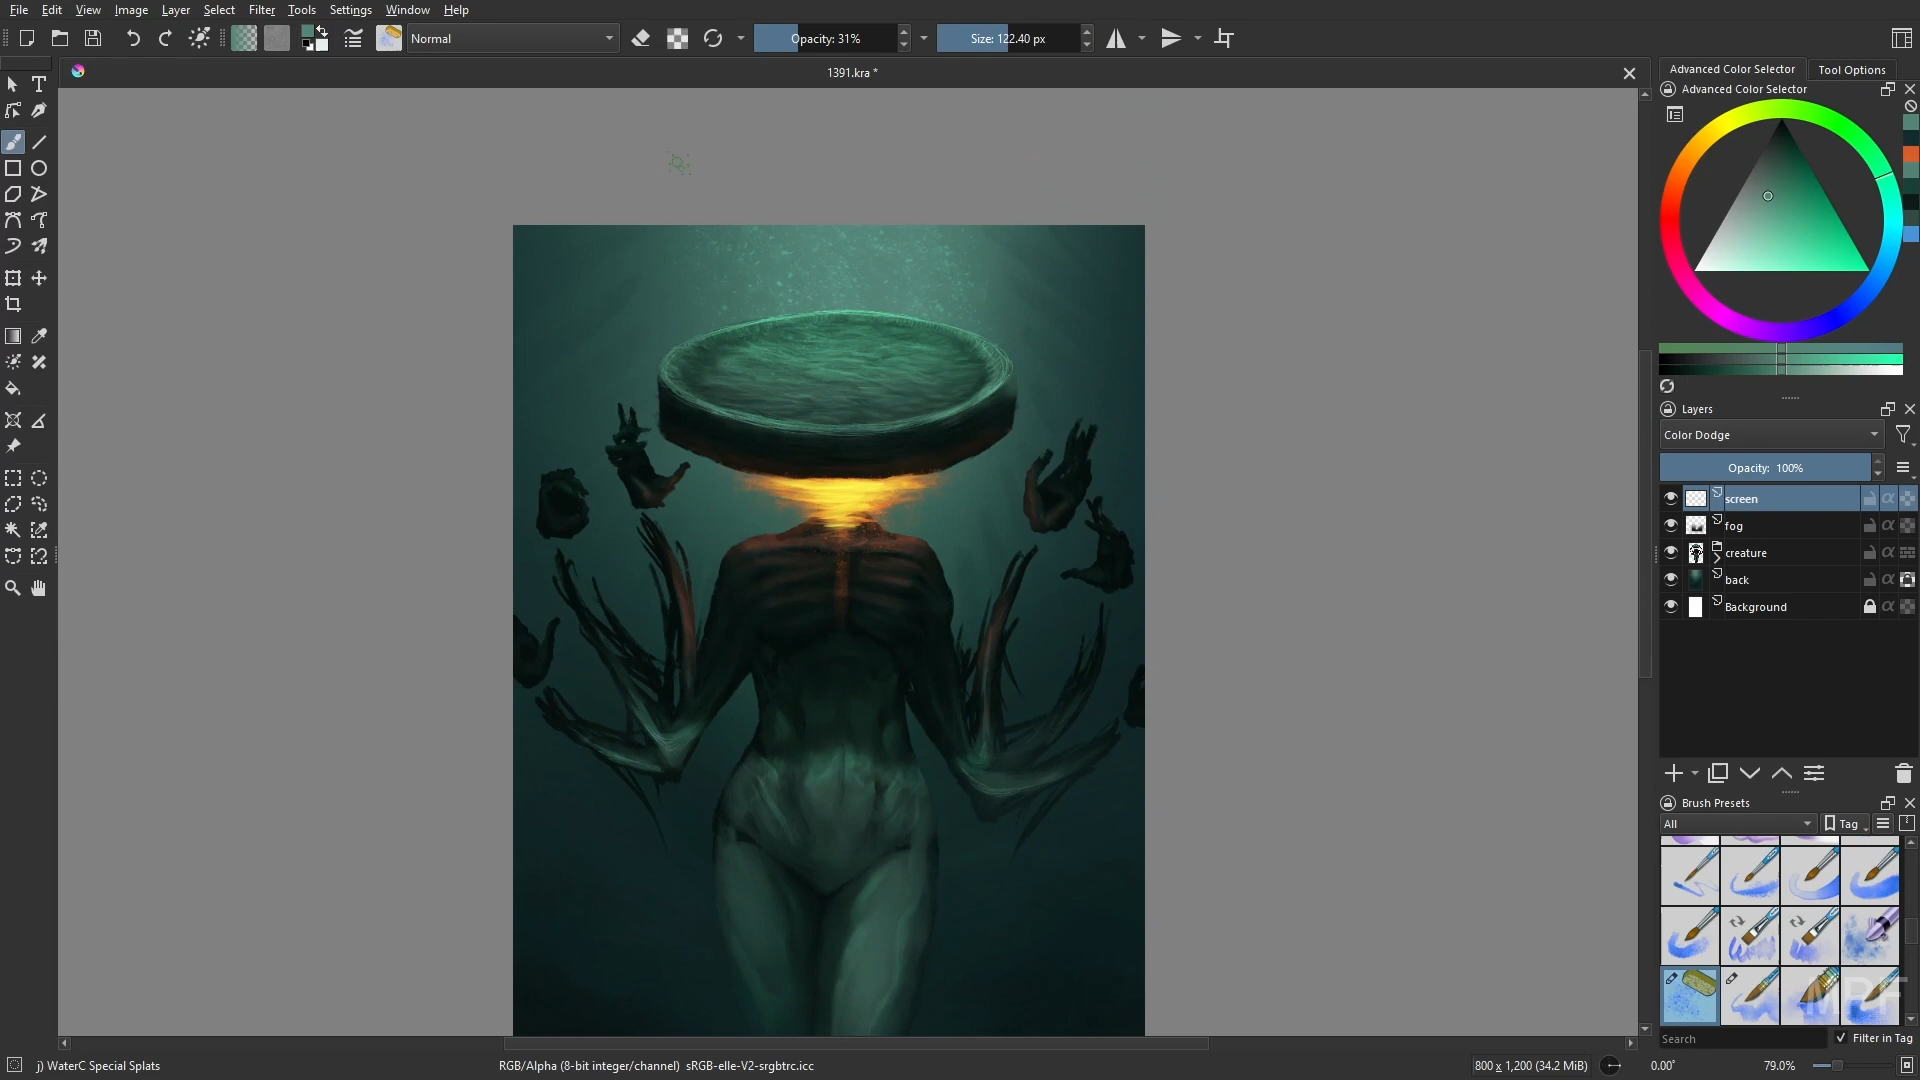 File Edit View Image Layer Select Filter Tools Settings Window Help
Normal
Opacity: 31%
Size: 122.40 px
1391.kra *
Advanced Color Selector
Tool Options
Advanced Color Selector
Layers
Color Dodge
Opacity: 100%
screen
fog
creature
back
Background
Brush Presets
All
Tag
MPF
Search
Filter in Tag
j) WaterC Special Splats
RGB/Alpha (8-bit integer/channel) sRGB-elle-V2-srgbtrc.icc
800 x 1,200 (34.2 MiB)
0.00°
79.0%